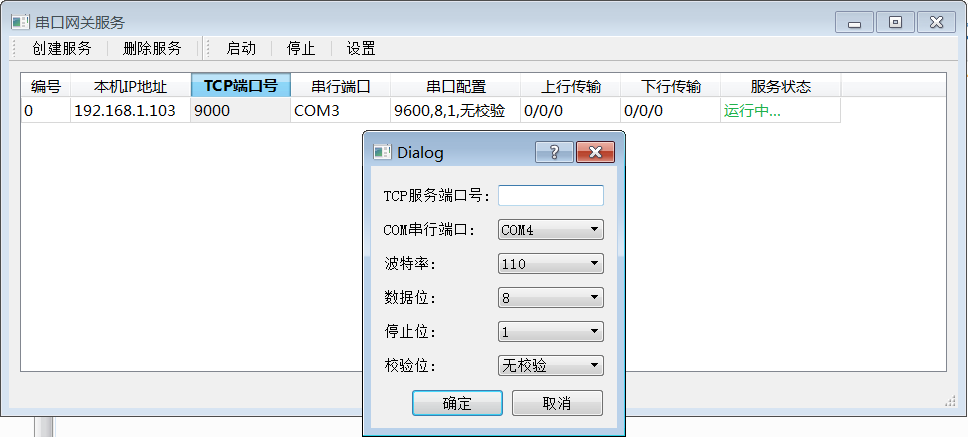 串口网关服务
创建服务 删除服务 启动 停止 设置
编号 本机IP地址 TCP端口号 串行端口 串口配置 上行传输 下行传输 服务状态
0 192.168.1.103 9000 COM3 9600,8,1,无校验 0/0/0 0/0/0 运行中...
Dialog
TCP服务端口号:
COM串行端口: COM4
波特率: 110
数据位: 8
停止位: 1
校验位: 无校验
确定 取消